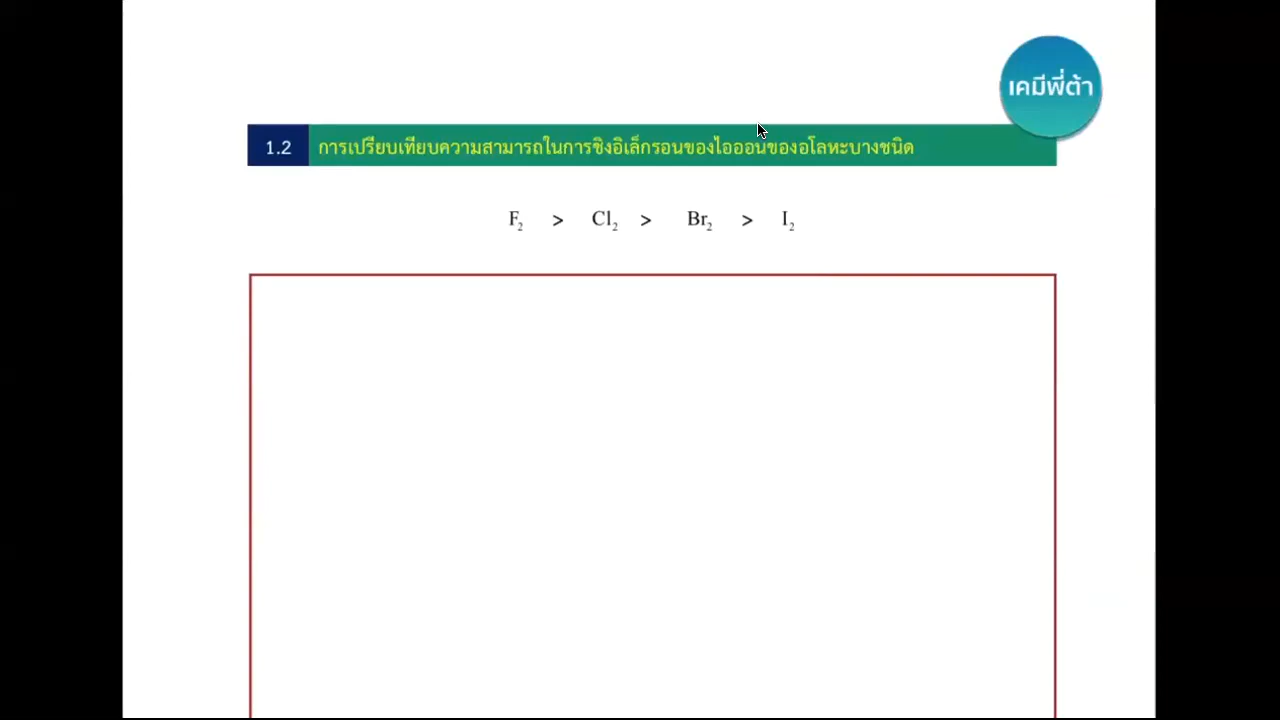 เคมีพี่ต้า
1.2 การเปรียบเทียบความสามารถในการชิงอิเล็กรอนของไอออนของอโลหะบางชนิด
F₂ > Cl₂ > Br₂ > I₂